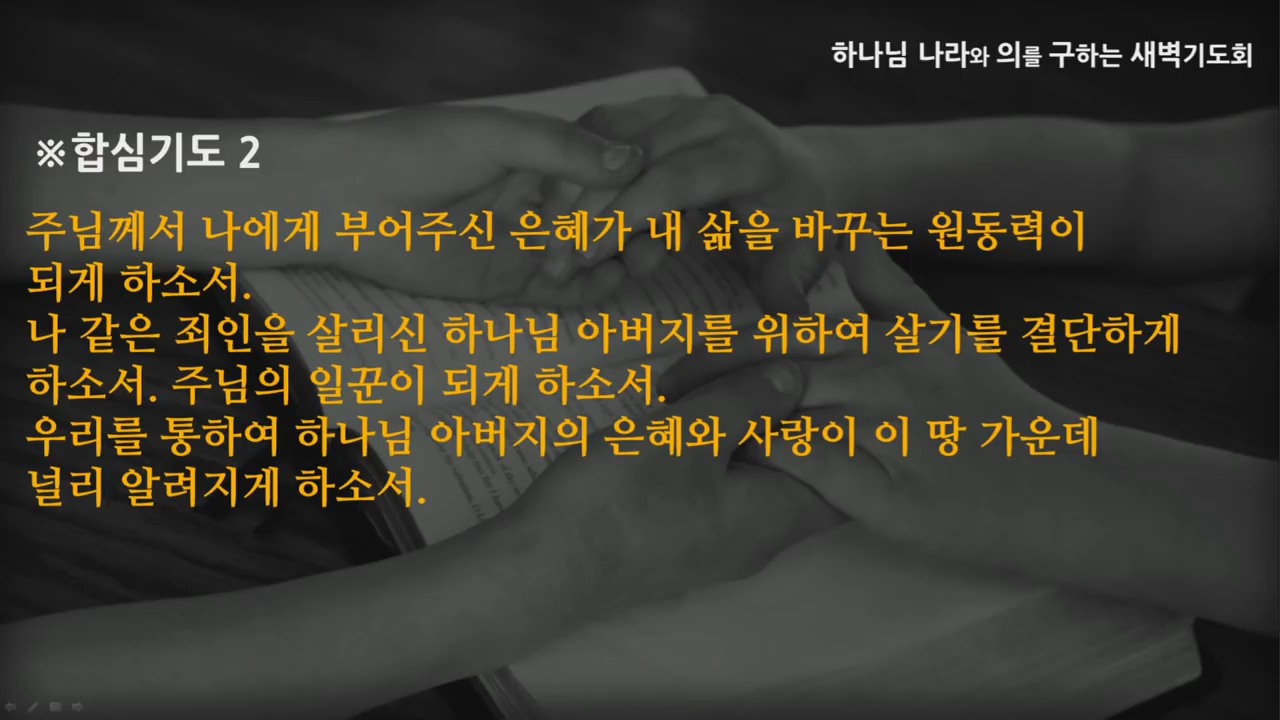 하나님 나라와 의를 구하는 새벽기도회
※합심기도 2
주님께서 나에게 부어주신 은혜가 내 삶을 바꾸는 원동력이
되게 하소서.
나 같은 죄인을 살리신 하나님 아버지를 위하여 살기를 결단하게
하소서. 주님의 일꾼이 되게 하소서.
우리를 통하여 하나님 아버지의 은혜와 사랑이 이 땅 가운데
널리 알려지게 하소서.